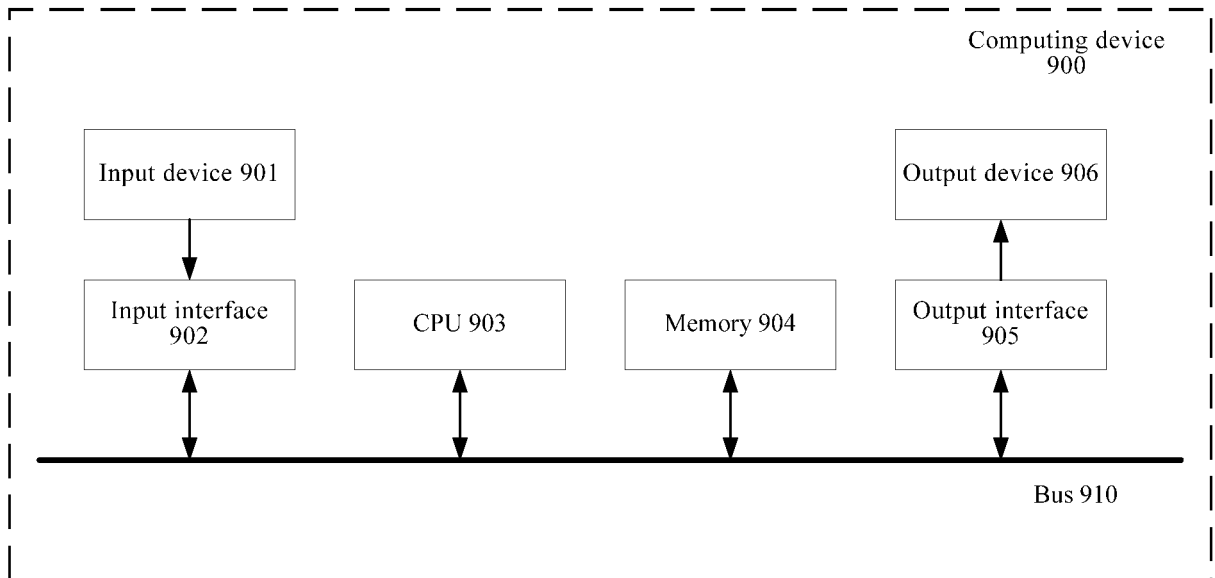 Computing device
900
Input device 901
Output device 906
Input interface
902
CPU 903
Memory 904
Output interface
905
Bus 910